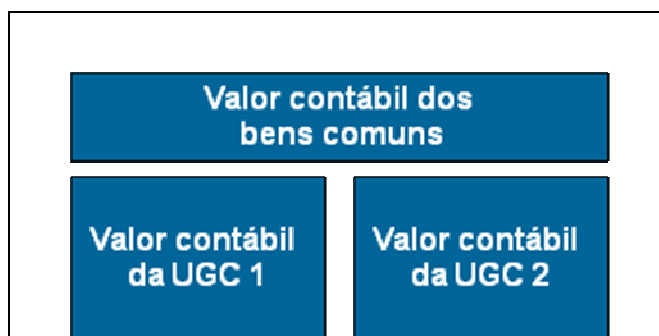 Valor contábil dos
bens comuns
Valor contábil
da UGC 1
Valor contábil
da UGC 2